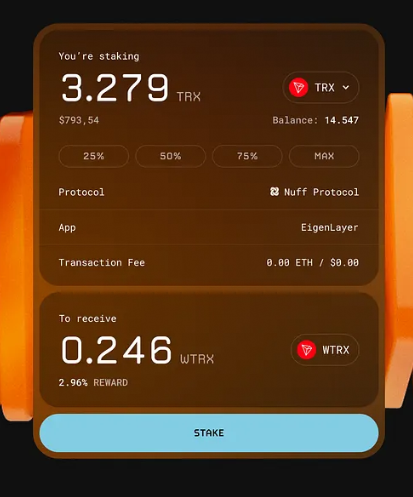 You're staking
3.279 TRX
TRX
$793,54
Balance: 14.547
25% 50% 75% MAX
Protocol Nuff Protocol
App EigenLayer
Transaction Fee 0.00 ETH / $0.00
To receive
0.246 WTRX
WTRX
2.96% REWARD
STAKE